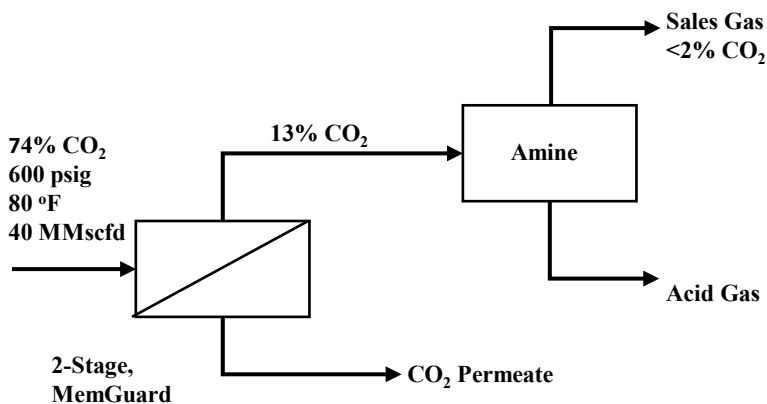 Sales Gas
<2% CO₂
13% CO₂
Amine
74% CO₂
600 psig
80 ᵒF
40 MMscfd
Acid Gas
2-Stage,
MemGuard
CO₂ Permeate